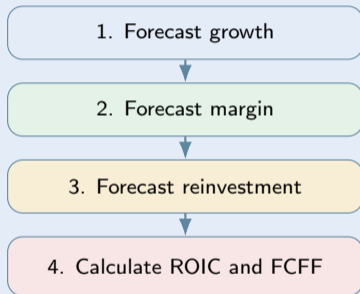 1. Forecast growth
2. Forecast margin
3. Forecast reinvestment
4. Calculate ROIC and FCFF